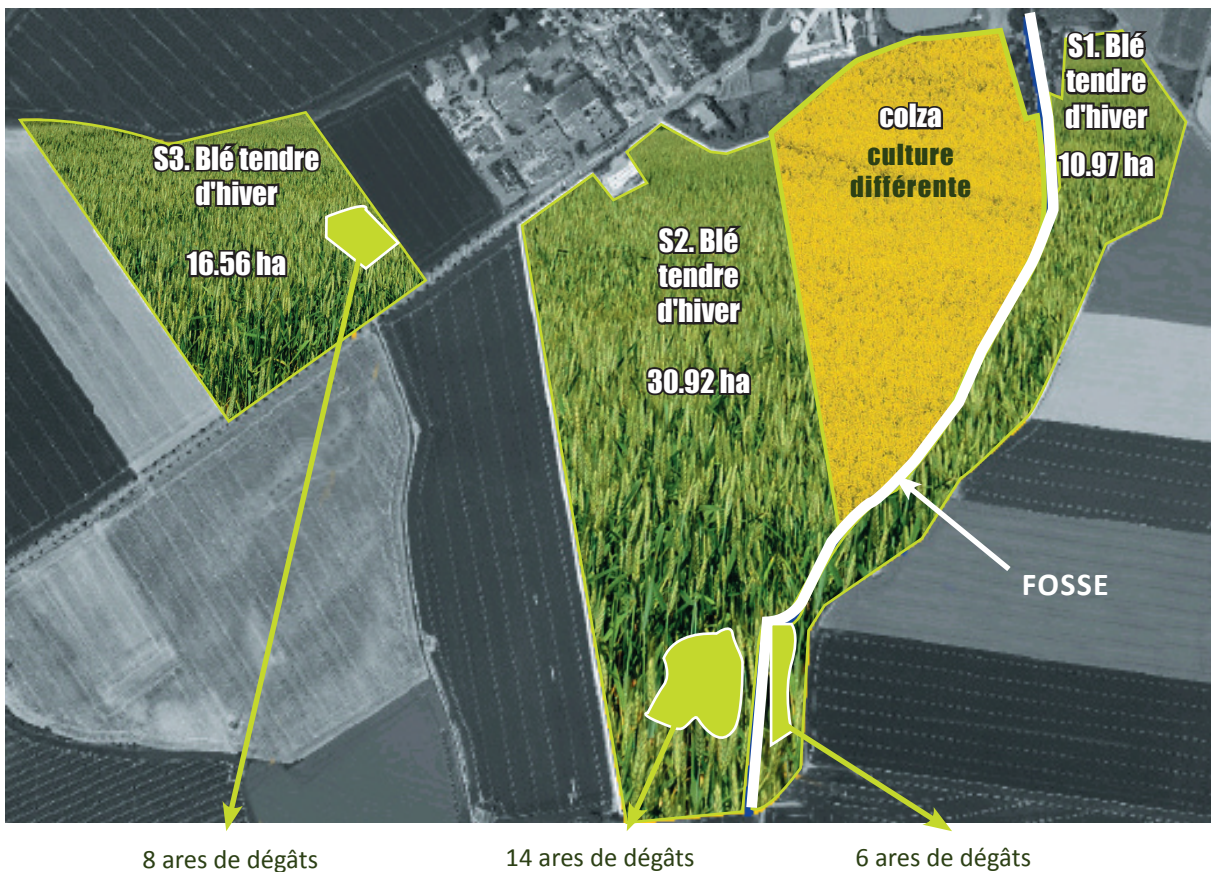 S1. Blé
tendre
d'hiver
10.97 ha
colza
culture
différente
S3. Blé tendre
d'hiver
16.56 ha
S2. Blé
tendre
d'hiver
30.92 ha
FOSSE
8 ares de dégâts
14 ares de dégâts
6 ares de dégâts